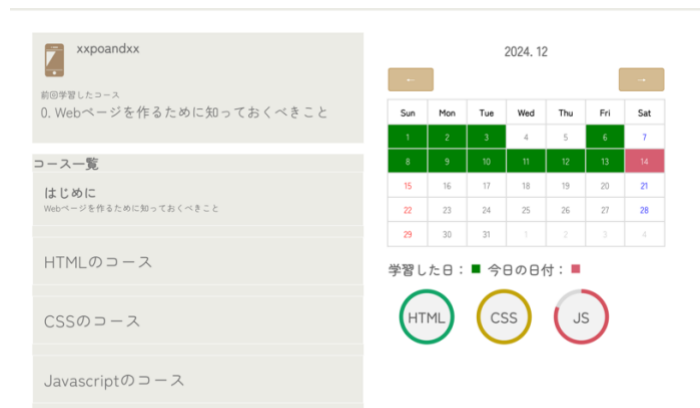 xxpoandxx
前回学習したコース
0. Webページを作るために知っておくべきこと
コース一覧
はじめに
Webページを作るために知っておくべきこと
HTMLのコース
CSSのコース
Javascriptのコース
2024. 12
← →
Sun Mon Tue Wed Thu Fri Sat
1 2 3 4 5 6 7
8 9 10 11 12 13 14
15 16 17 18 19 20 21
22 23 24 25 26 27 28
29 30 31 1 2 3 4
学習した日： 今日の日付：
HTML CSS JS